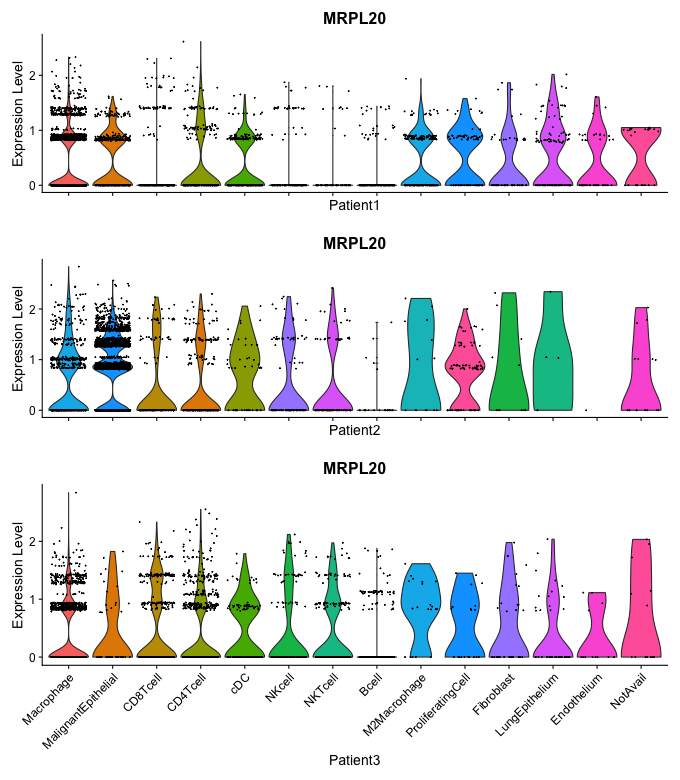 MRPL20
Expression Level
2
1
0
Patient1
MRPL20
Expression Level
2
1
0
Patient2
MRPL20
Expression Level
2
1
0
Macrophage
MalignantEpithelial
CD8Tcell
CD4Tcell
cDC
NKcell
NKTcell
Bcell
M2Macrophage
ProliferatingCell
Fibroblast
LungEpithelium
Endothelium
NotAvail
Patient3